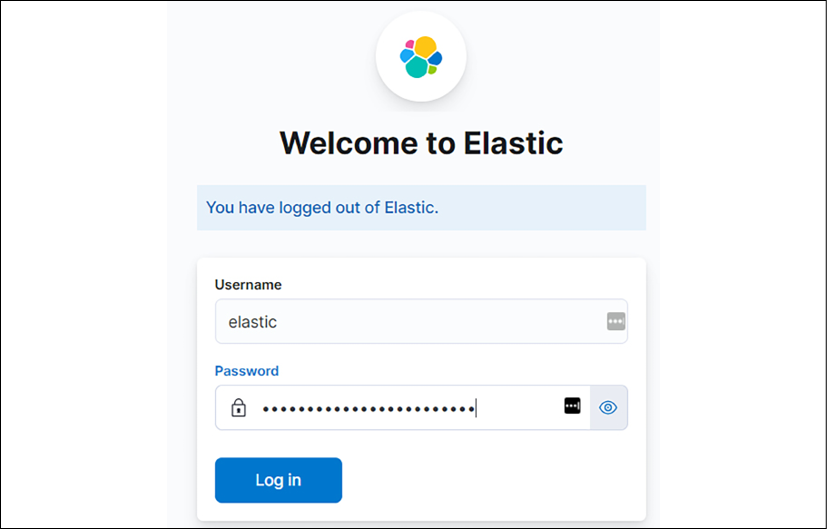 Welcome to Elastic
You have logged out of Elastic.
Username
elastic
Password
••••••••••••••••••••••••
Log in